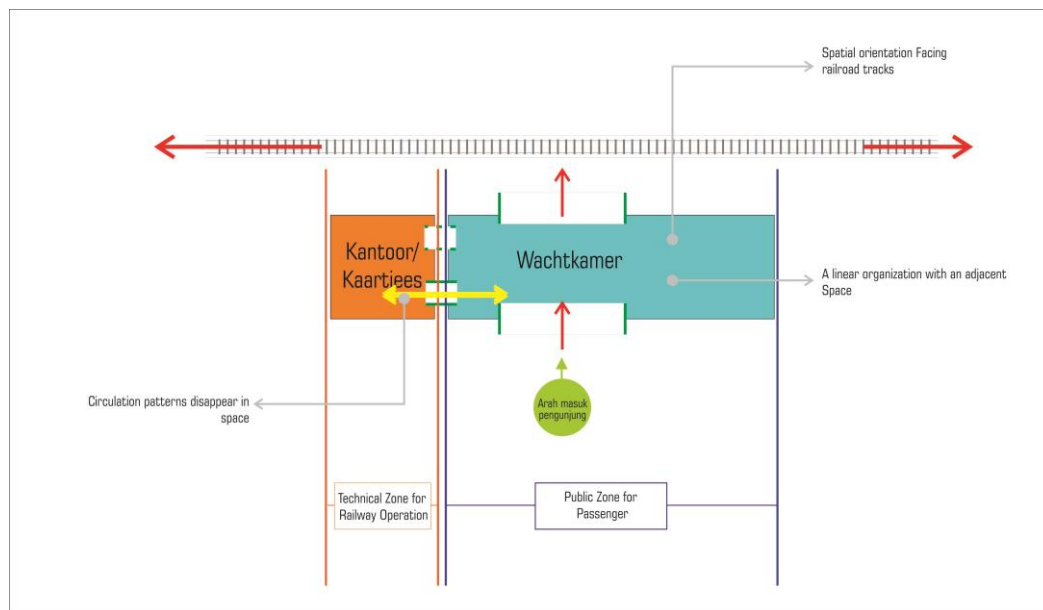 Spatial orientation Facing
railroad tracks
Kantoor/
Kaartjees
Wachtkamer
A linear organization with an adjacent
Space
Circulation patterns disappear in
space
Arah masuk
pengunjung
Technical Zone for
Railway Operation
Public Zone for
Passenger